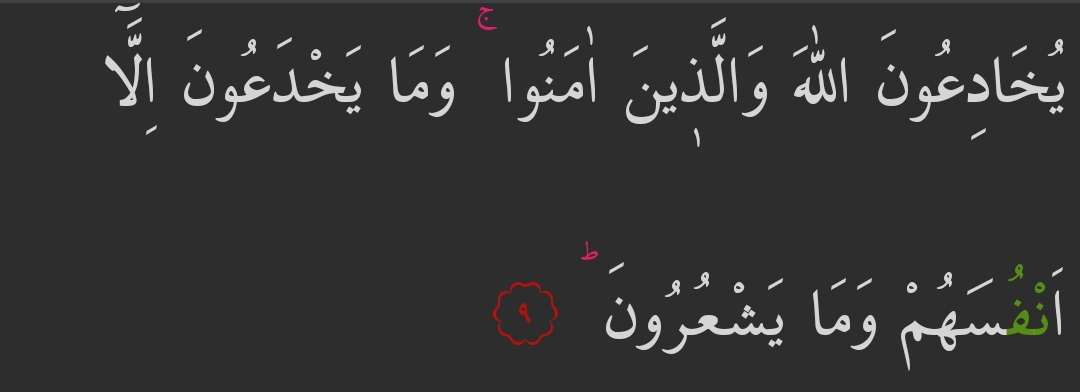 يُخَادِعُونَ اللّٰهَ وَالَّذٖينَ اٰمَنُوا ۚ وَمَا يَخْدَعُونَ اِلَّٓا
اَنْفُسَهُمْ وَمَا يَشْعُرُونَ ؕ ٩